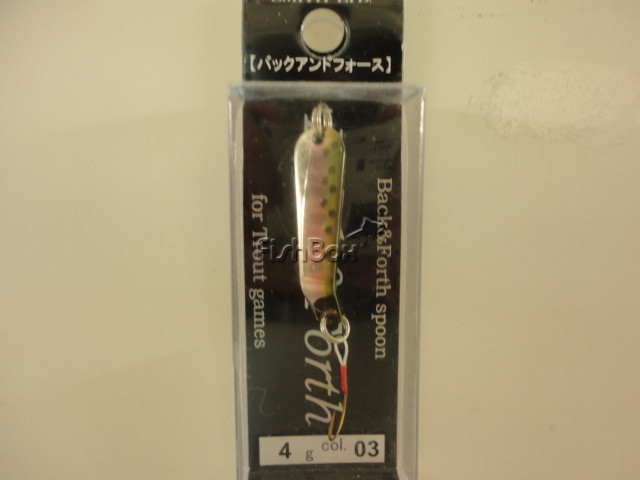 【バックアンドフォース】
Back&Forth spoon
for Trout games
orth
FishBox
4 g col. 03